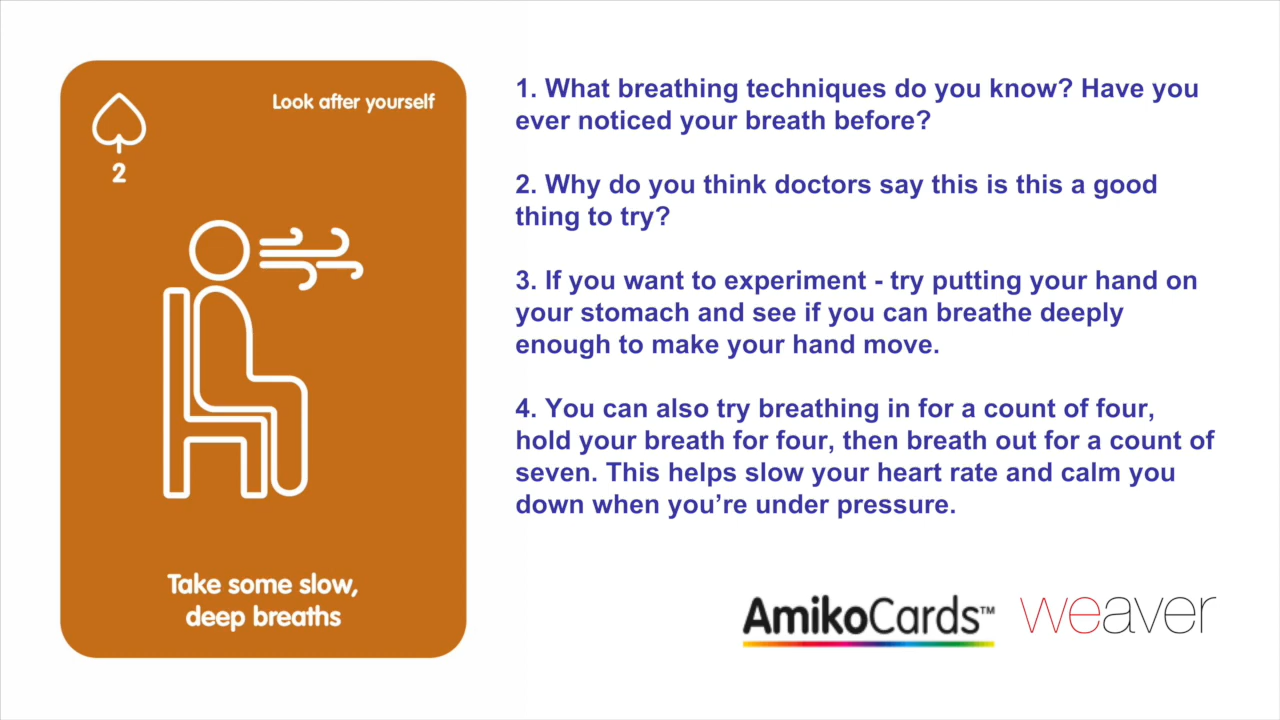 Look after yourself
2
Take some slow,
deep breaths
1. What breathing techniques do you know? Have you
ever noticed your breath before?
2. Why do you think doctors say this is this a good
thing to try?
3. If you want to experiment - try putting your hand on
your stomach and see if you can breathe deeply
enough to make your hand move.
4. You can also try breathing in for a count of four,
hold your breath for four, then breath out for a count of
seven. This helps slow your heart rate and calm you
down when you’re under pressure.
AmikoCards™
weaver